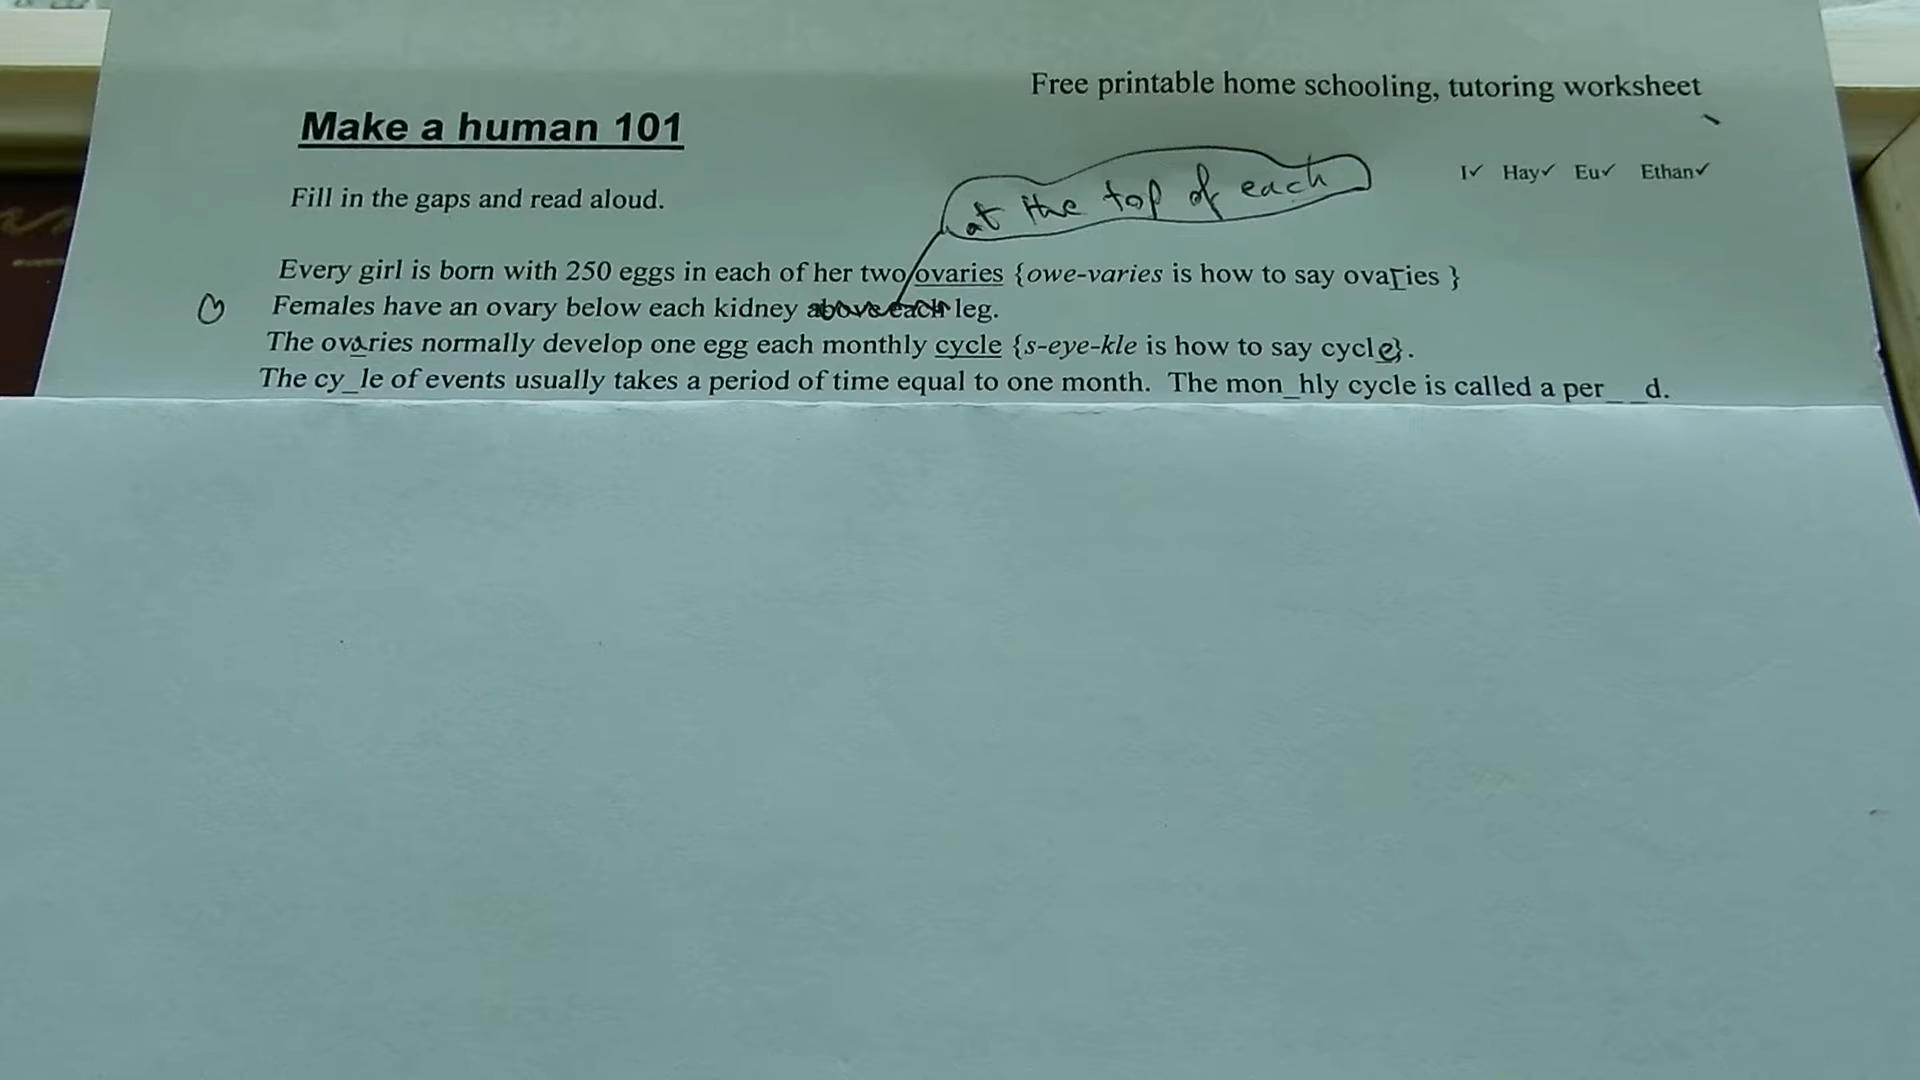 Free printable home schooling, tutoring worksheet
Make a human 101
I✓ Hay✓ Eu✓ Ethan✓
at the top of each
Fill in the gaps and read aloud.
Every girl is born with 250 eggs in each of her two ovaries {owe-varies is how to say ovaries }
Females have an ovary below each kidney above each leg.
The ovaries normally develop one egg each monthly cycle {s-eye-kle is how to say cycle}.
The cy_le of events usually takes a period of time equal to one month. The mon_hly cycle is called a per_ _d.